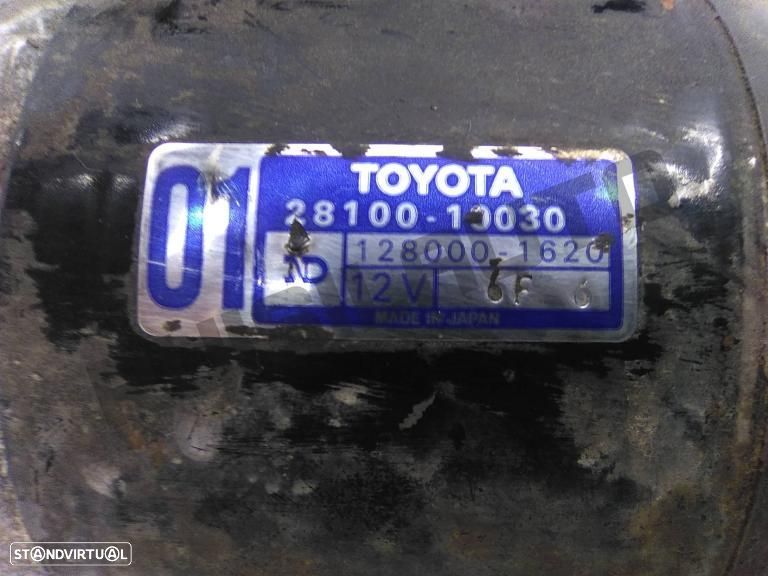 01
TOYOTA
28100-10030
ND 128000-1620
12V 6F 6
MADE IN JAPAN
STANDVIRTUAL